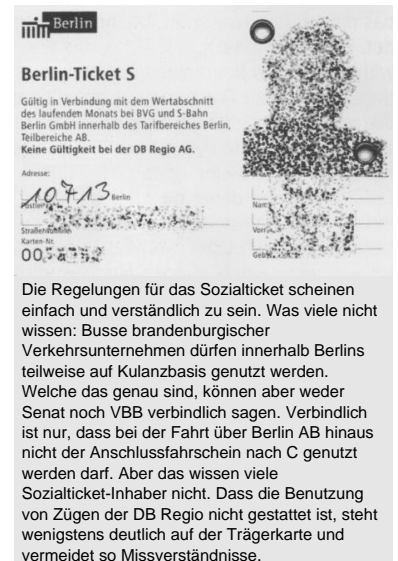 Berlin
Berlin-Ticket S
Gültig in Verbindung mit dem Wertabschnitt
des laufenden Monats bei BVG und S-Bahn
Berlin GmbH innerhalb des Tarifbereiches Berlin,
Teilbereiche AB.
Keine Gültigkeit bei der DB Regio AG.
Adresse:
10713 Berlin
Karten-Nr.
Die Regelungen für das Sozialticket scheinen
einfach und verständlich zu sein. Was viele nicht
wissen: Busse brandenburgischer
Verkehrsunternehmen dürfen innerhalb Berlins
teilweise auf Kulanzbasis genutzt werden.
Welche das genau sind, können aber weder
Senat noch VBB verbindlich sagen. Verbindlich
ist nur, dass bei der Fahrt über Berlin AB hinaus
nicht der Anschlussfahrschein nach C genutzt
werden darf. Aber das wissen viele
Sozialticket-Inhaber nicht. Dass die Benutzung
von Zügen der DB Regio nicht gestattet ist, steht
wenigstens deutlich auf der Trägerkarte und
vermeidet so Missverständnisse.